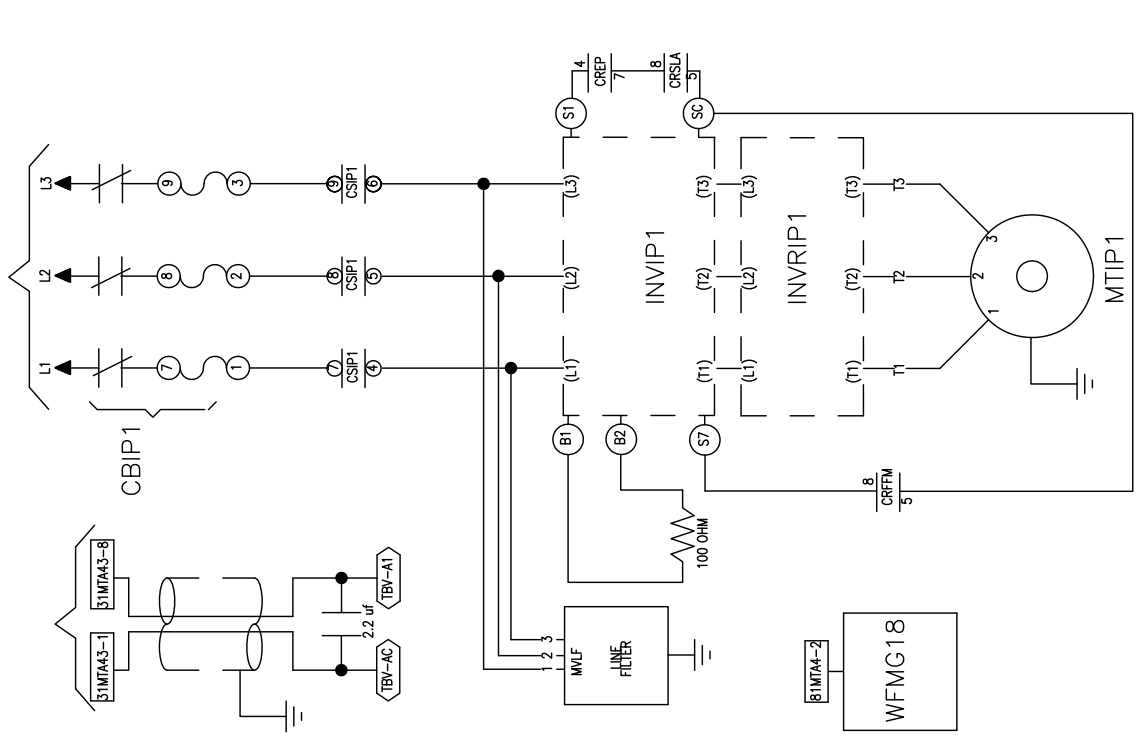 L3
L2
L1
9
3
8
2
7
1
CBIP1
9
CSIP1
6
8
CSIP1
5
7
CSIP1
4
S1
4
CREP
7
8
CRSLA
5
SC
(L3)
(T3)
(L3)
(T3)
T3
(L2)
(T2)
(L2)
(T2)
T2
(L1)
(T1)
(L1)
(T1)
T1
INVIP1
INVRIP1
3
2
1
MTIP1
B1
B2
S7
100 OHM
8
CRFFM
5
31MTA43-8
31MTA43-1
2.2 uf
TBV-A1
TBV-AC
1 2 3
MVLF
LINE
FILTER
81MTA4-2
WFMG18